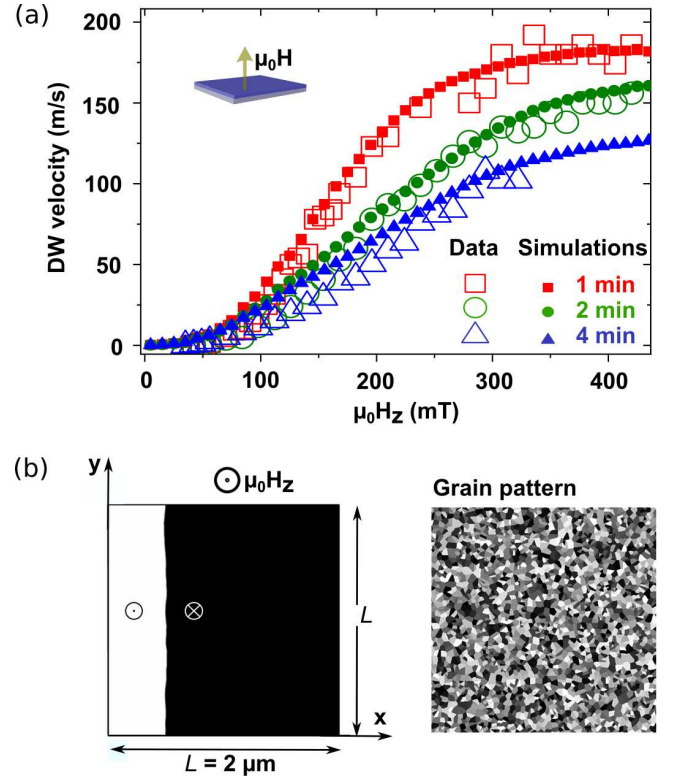 (a)
200
150
100
50
0
DW velocity (m/s)
μ₀H
Data Simulations
1 min
2 min
4 min
0 100 200 300 400
μ₀Hz (mT)
(b)
y
μ₀Hz
Grain pattern
L
x
L = 2 μm